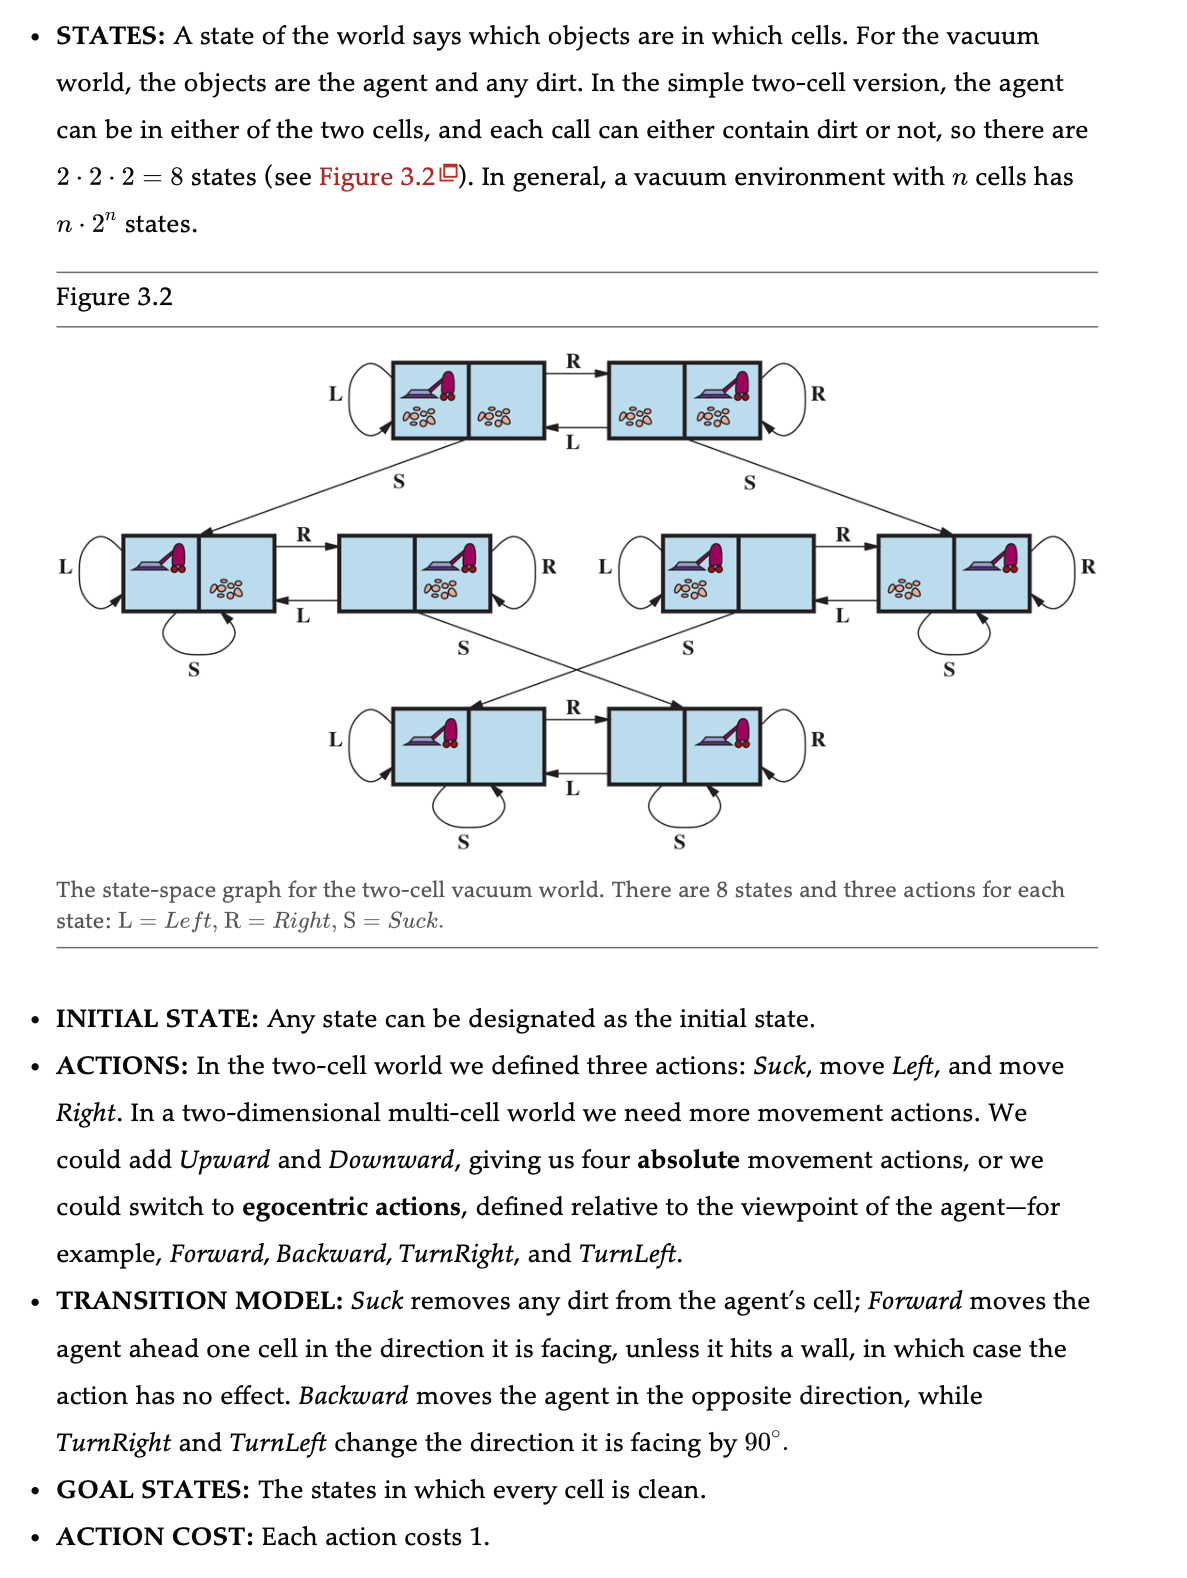 • STATES: A state of the world says which objects are in which cells. For the vacuum
world, the objects are the agent and any dirt. In the simple two-cell version, the agent
can be in either of the two cells, and each call can either contain dirt or not, so there are
2 · 2 · 2 = 8 states (see Figure 3.2). In general, a vacuum environment with n cells has
n · 2ⁿ states.
Figure 3.2
R
L R
L
S S
R R
L R L R
L L
S S
S S
R
L R
L
S S
The state-space graph for the two-cell vacuum world. There are 8 states and three actions for each
state: L = Left, R = Right, S = Suck.
• INITIAL STATE: Any state can be designated as the initial state.
• ACTIONS: In the two-cell world we defined three actions: Suck, move Left, and move
Right. In a two-dimensional multi-cell world we need more movement actions. We
could add Upward and Downward, giving us four absolute movement actions, or we
could switch to egocentric actions, defined relative to the viewpoint of the agent—for
example, Forward, Backward, TurnRight, and TurnLeft.
• TRANSITION MODEL: Suck removes any dirt from the agent's cell; Forward moves the
agent ahead one cell in the direction it is facing, unless it hits a wall, in which case the
action has no effect. Backward moves the agent in the opposite direction, while
TurnRight and TurnLeft change the direction it is facing by 90°.
• GOAL STATES: The states in which every cell is clean.
• ACTION COST: Each action costs 1.